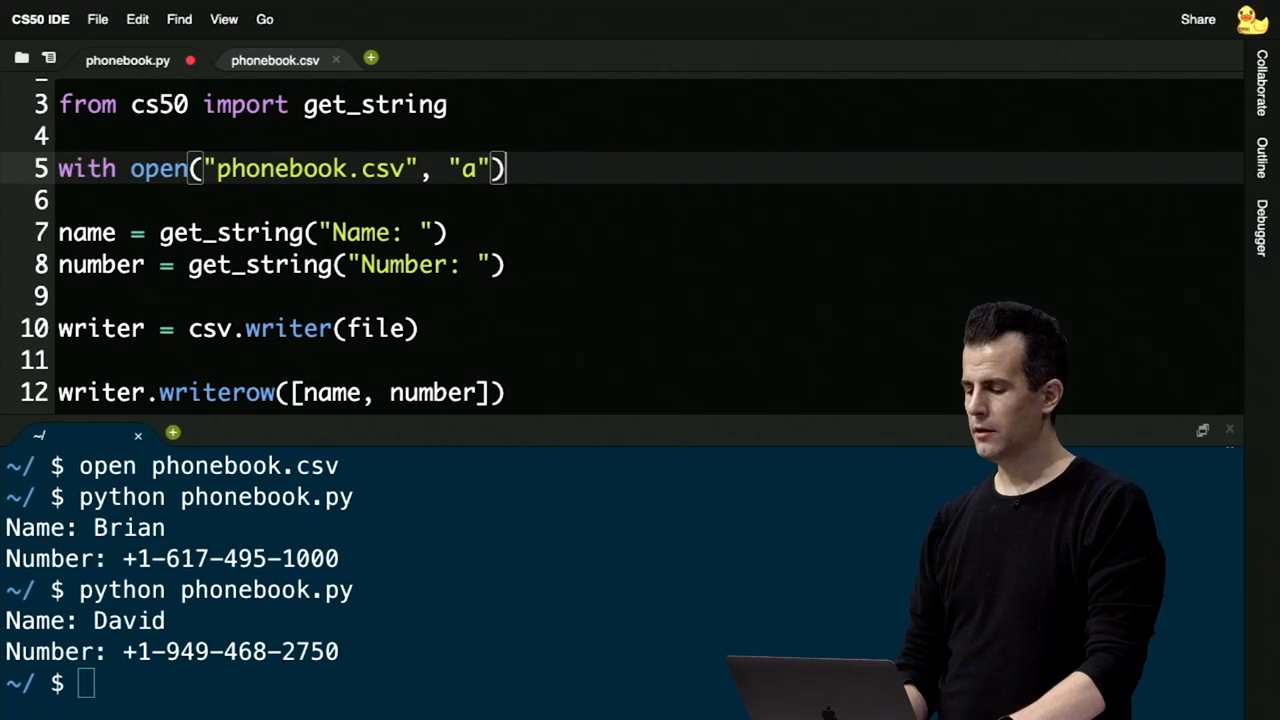 CS50 IDE File Edit Find View Go Share
phonebook.py phonebook.csv
3 from cs50 import get_string
4
5 with open("phonebook.csv", "a")
6
7 name = get_string("Name: ")
8 number = get_string("Number: ")
9
10 writer = csv.writer(file)
11
12 writer.writerow([name, number])
Collaborate
Outline
Debugger
~/
~/ $ open phonebook.csv
~/ $ python phonebook.py
Name: Brian
Number: +1-617-495-1000
~/ $ python phonebook.py
Name: David
Number: +1-949-468-2750
~/ $